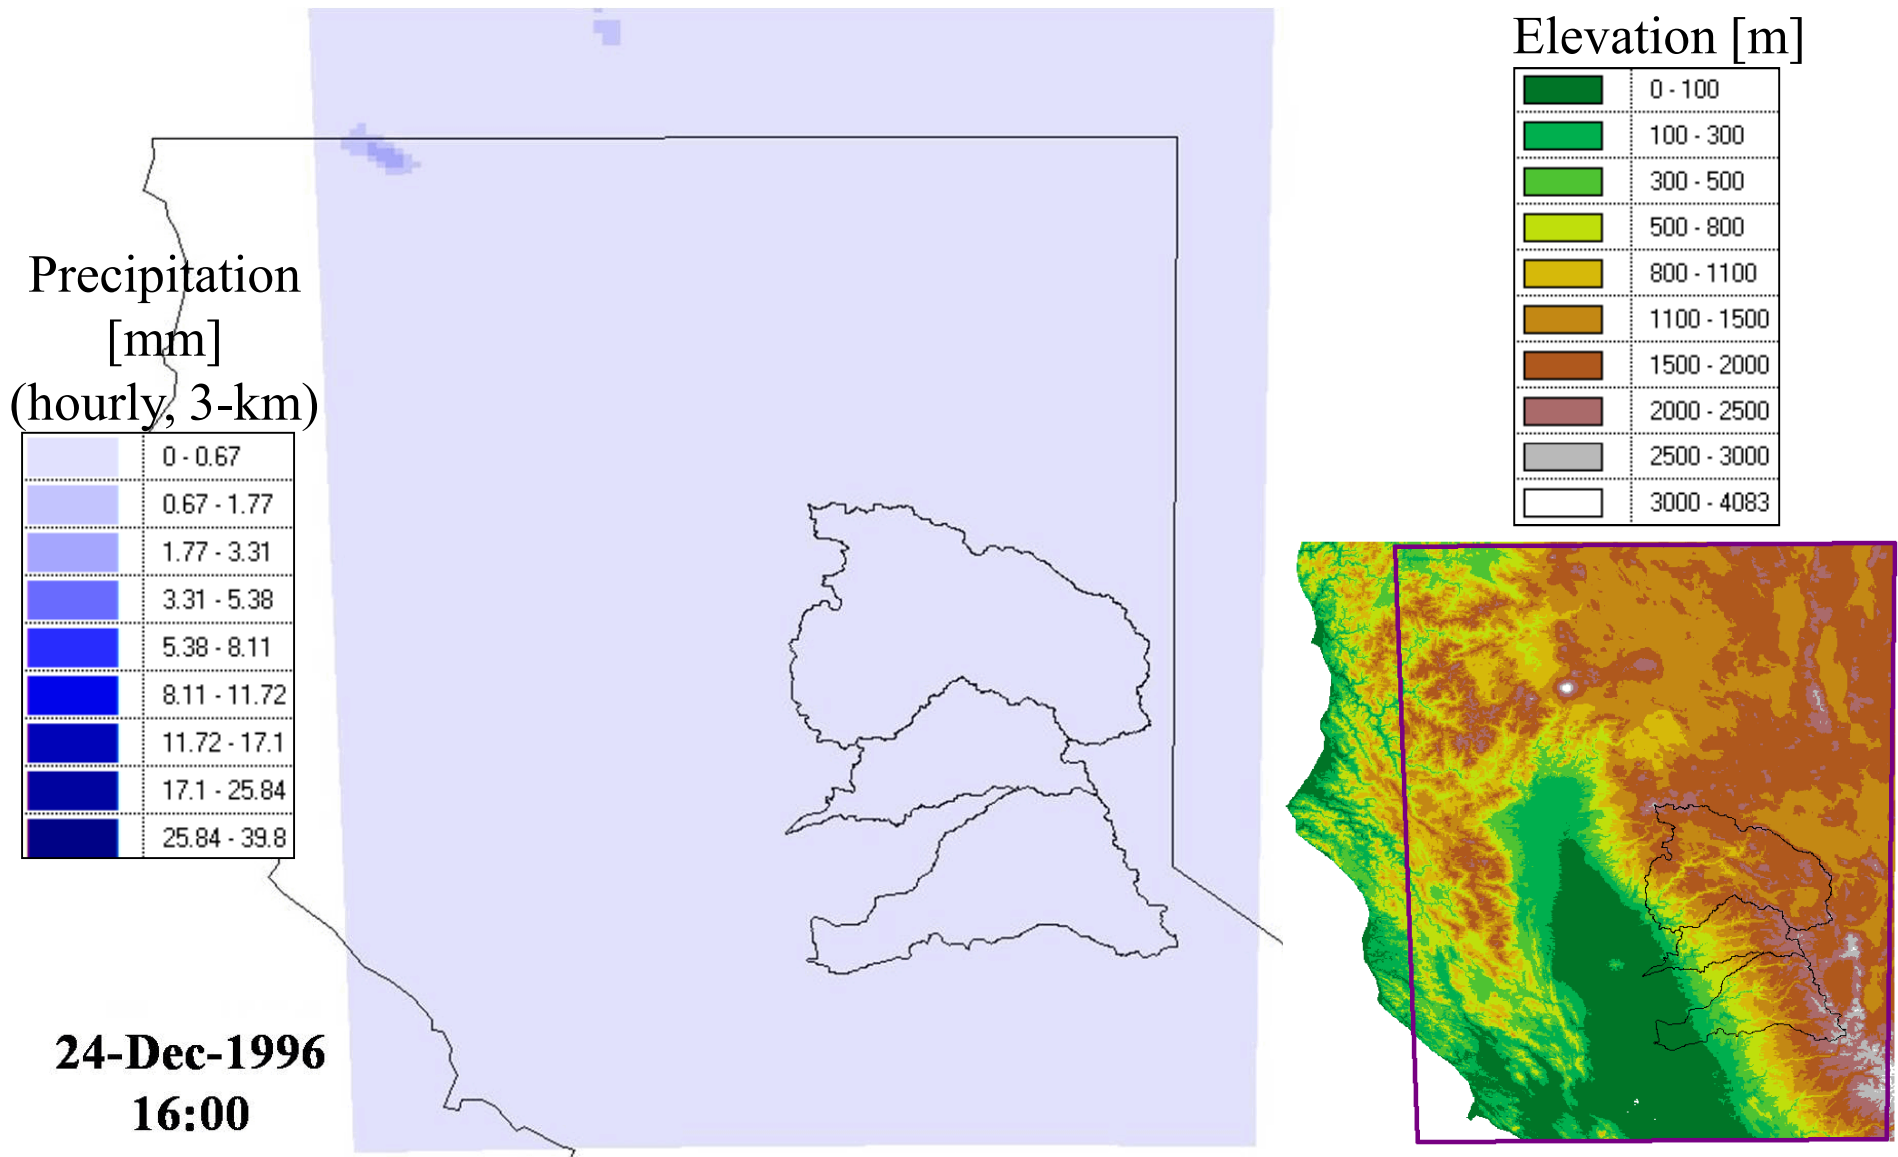 Elevation [m]
0 - 100
100 - 300
300 - 500
500 - 800
800 - 1100
1100 - 1500
1500 - 2000
2000 - 2500
2500 - 3000
3000 - 4083
Precipitation
[mm]
(hourly, 3-km)
0 - 0.67
0.67 - 1.77
1.77 - 3.31
3.31 - 5.38
5.38 - 8.11
8.11 - 11.72
11.72 - 17.1
17.1 - 25.84
25.84 - 39.8
24-Dec-1996
16:00